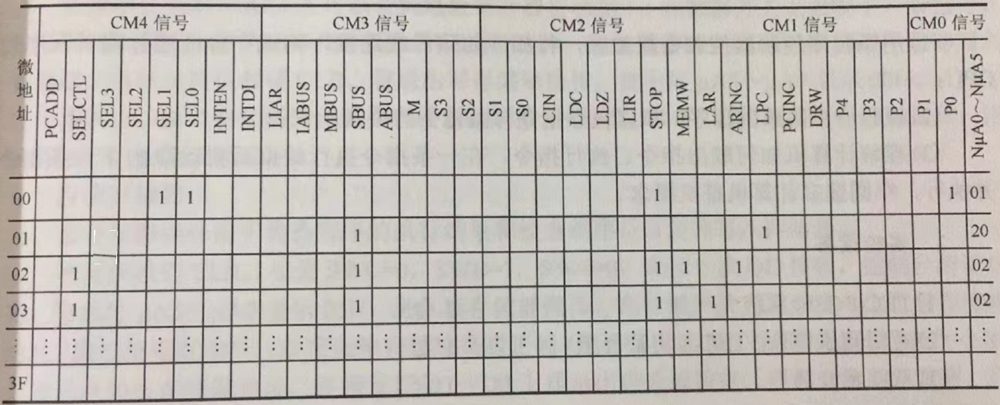 CM4 信号 CM3 信号 CM2 信号 CM1 信号 CM0 信号
微地址 PCADD SELCTL SEL3 SEL2 SEL1 SEL0 INTEN INTDI LIAR IABUS MBUS SBUS ABUS M S3 S2 S1 S0 CIN LDC LDZ LIR STOP MEMW LAR ARINC LPC PCINC DRW P4 P3 P2 P1 P0 NμA0~NμA5
00 1 1 1 1 01
01 1 1 20
02 1 1 1 1 1 02
03 1 1 1 1 02
⋮ ⋮ ⋮ ⋮ ⋮ ⋮ ⋮ ⋮ ⋮ ⋮ ⋮ ⋮ ⋮ ⋮ ⋮ ⋮ ⋮ ⋮ ⋮ ⋮ ⋮ ⋮ ⋮ ⋮ ⋮ ⋮ ⋮ ⋮ ⋮ ⋮ ⋮ ⋮ ⋮ ⋮
3F